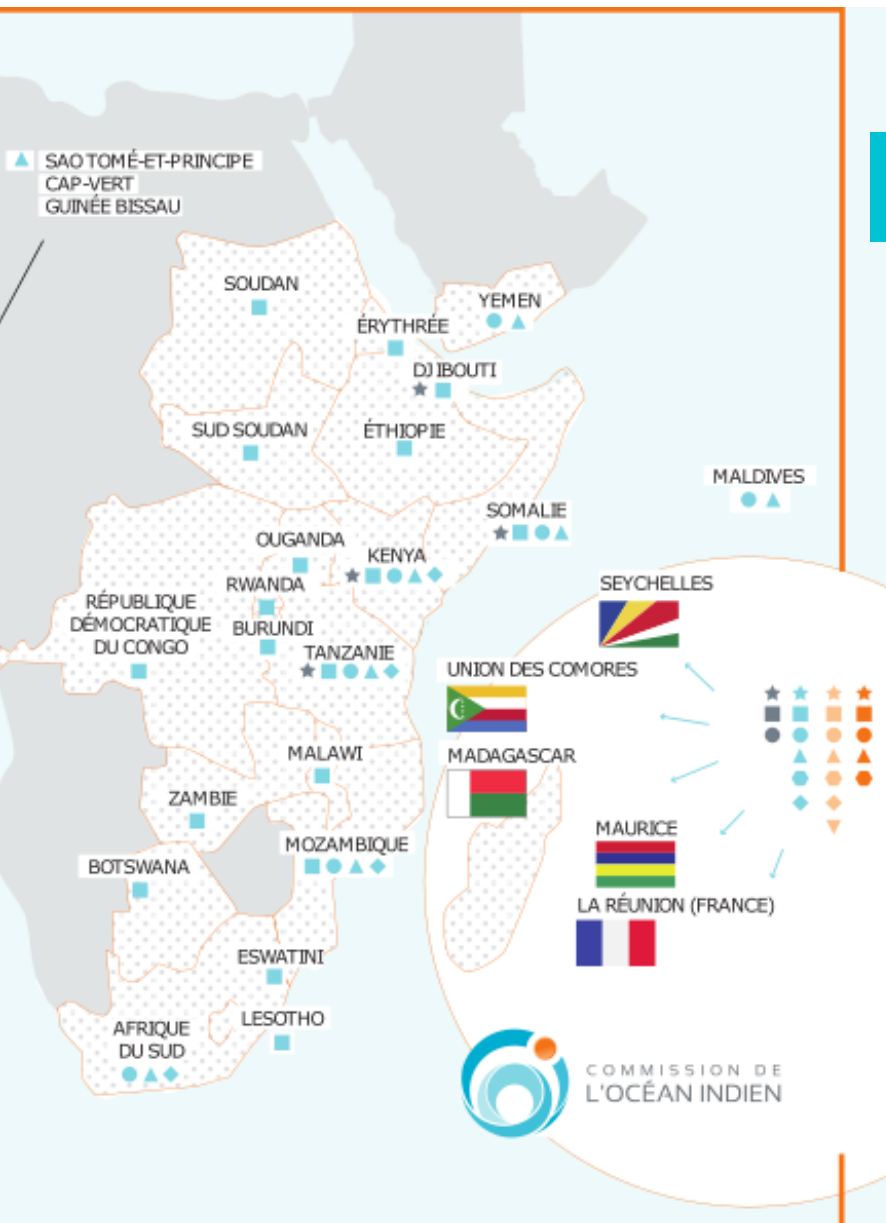 SAO TOMÉ-ET-PRINCIPE
CAP-VERT
GUINÉE BISSAU
SOUDAN
YEMEN
ÉRYTHRÉE
DJIBOUTI
SUD SOUDAN
ÉTHIOPIE
MALDIVES
SOMALIE
OUGANDA
KENYA
RWANDA
SEYCHELLES
RÉPUBLIQUE
DÉMOCRATIQUE
DU CONGO
BURUNDI
TANZANIE
UNION DES COMORES
MALAWI
MADAGASCAR
ZAMBIE
MOZAMBIQUE
MAURICE
BOTSWANA
LA RÉUNION (FRANCE)
ESWATINI
LESOTHO
AFRIQUE
DU SUD
COMMISSION DE
L'OCÉAN INDIEN